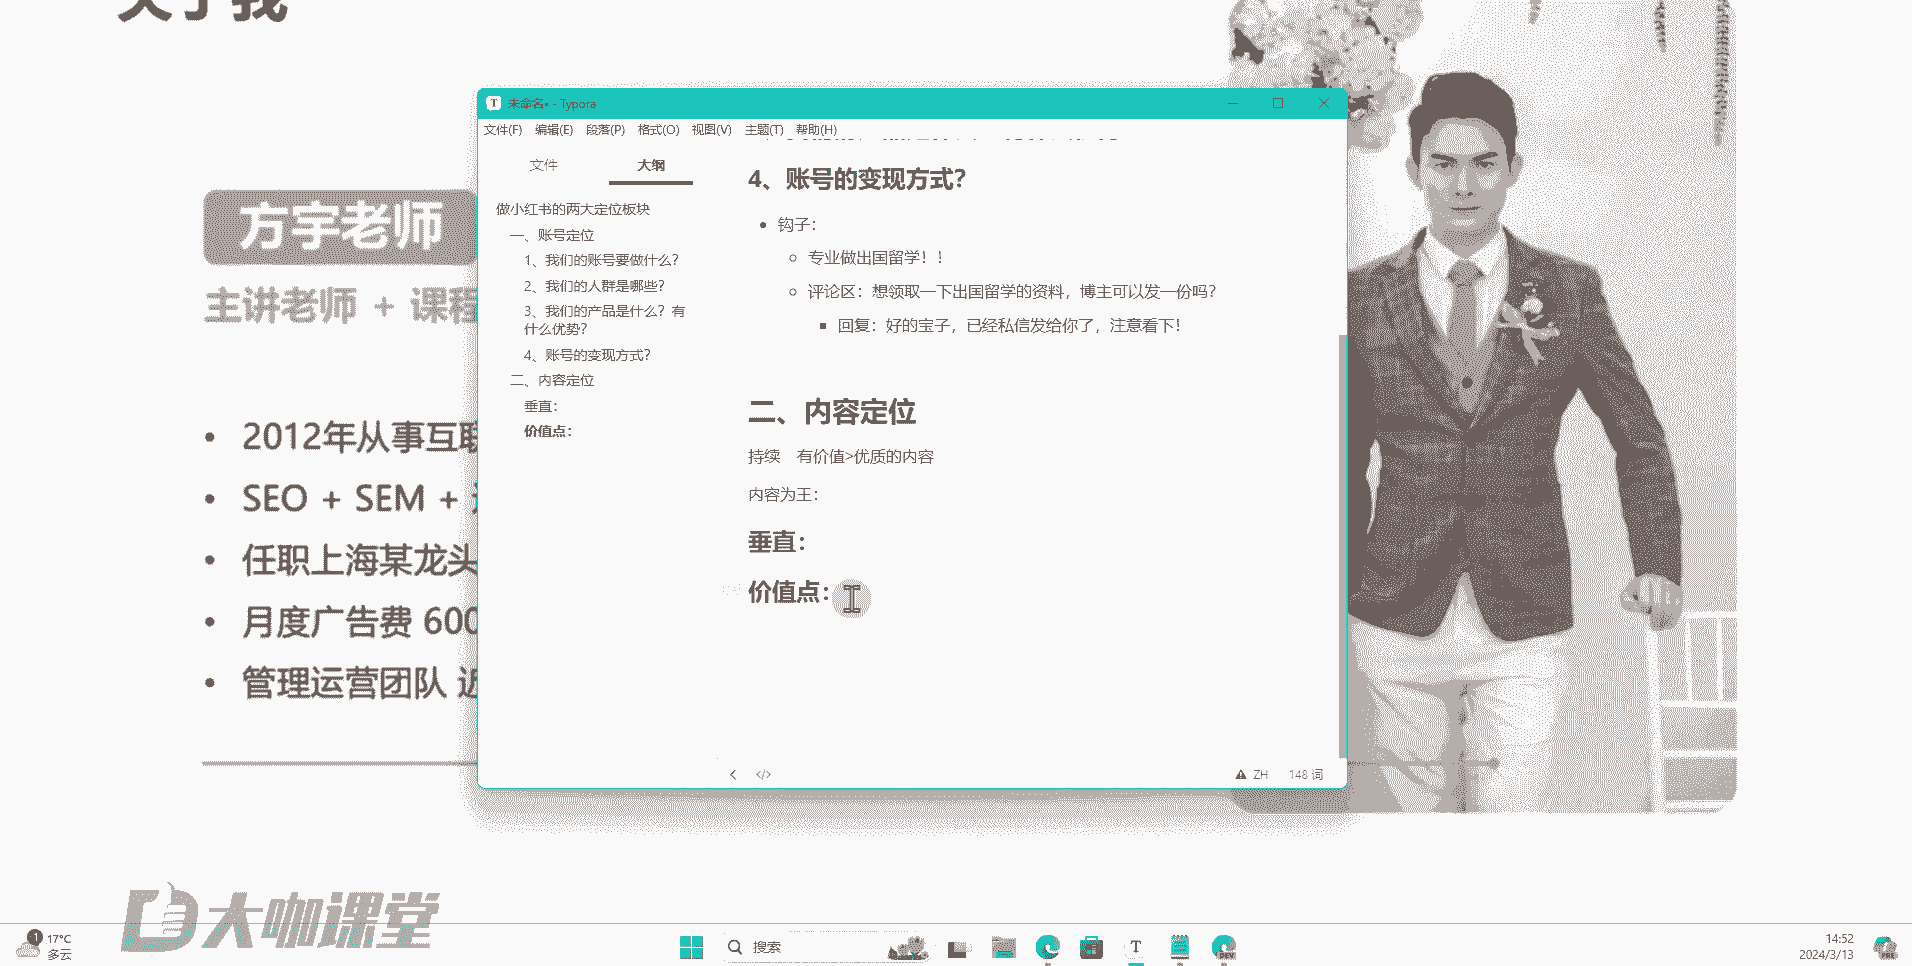 关于我
方宇老师
主讲老师 + 课程
2012年从事互联
SEO + SEM +
任职上海某龙头
月度广告费 600
管理运营团队 近
未命名• - Typora
文件(F) 编辑(E) 段落(P) 格式(O) 视图(V) 主题(T) 帮助(H)
文件 大纲
做小红书的两大定位板块
一、账号定位
1、我们的账号要做什么？
2、我们的人群是哪些？
3、我们的产品是什么？有
什么优势？
4、账号的变现方式？
二、内容定位
垂直：
价值点：
4、账号的变现方式？
钩子：
专业做出国留学！！
评论区：想领取一下出国留学的资料，博主可以发一份吗？
回复：好的宝子，已经私信发给你了，注意看下！
二、内容定位
持续 有价值>优质的内容
内容为王：
垂直：
价值点：
ZH 148 词
大咖课堂
1
17°C
多云
搜索
T
14:52
2024/3/13